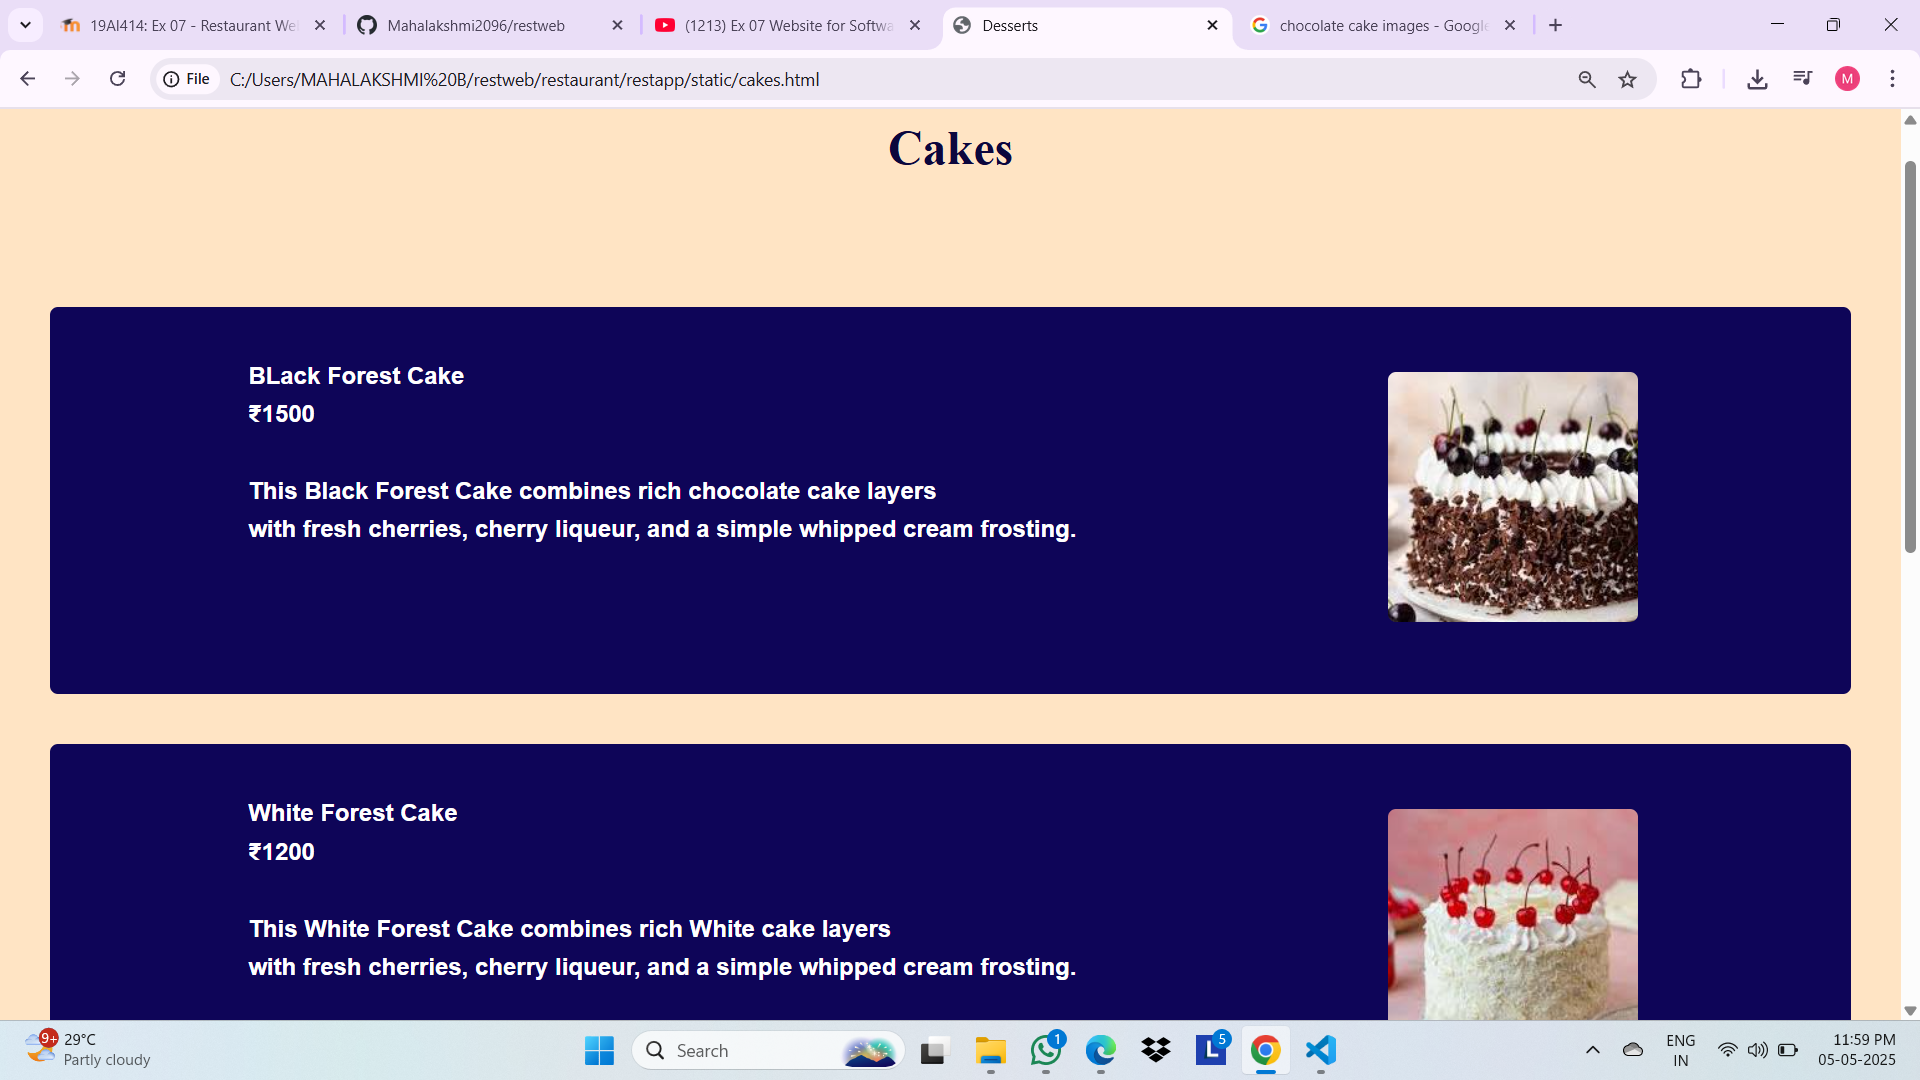 19AI414: Ex 07 - Restaurant We
Mahalakshmi2096/restweb
(1213) Ex 07 Website for Softwa
Desserts
chocolate cake images - Google
File
C:/Users/MAHALAKSHMI%20B/restweb/restaurant/restapp/static/cakes.html
M
Cakes
BLack Forest Cake
₹1500
This Black Forest Cake combines rich chocolate cake layers
with fresh cherries, cherry liqueur, and a simple whipped cream frosting.
White Forest Cake
₹1200
This White Forest Cake combines rich White cake layers
with fresh cherries, cherry liqueur, and a simple whipped cream frosting.
9+
29°C
Partly cloudy
Search
1
L
5
ENG
IN
11:59 PM
05-05-2025